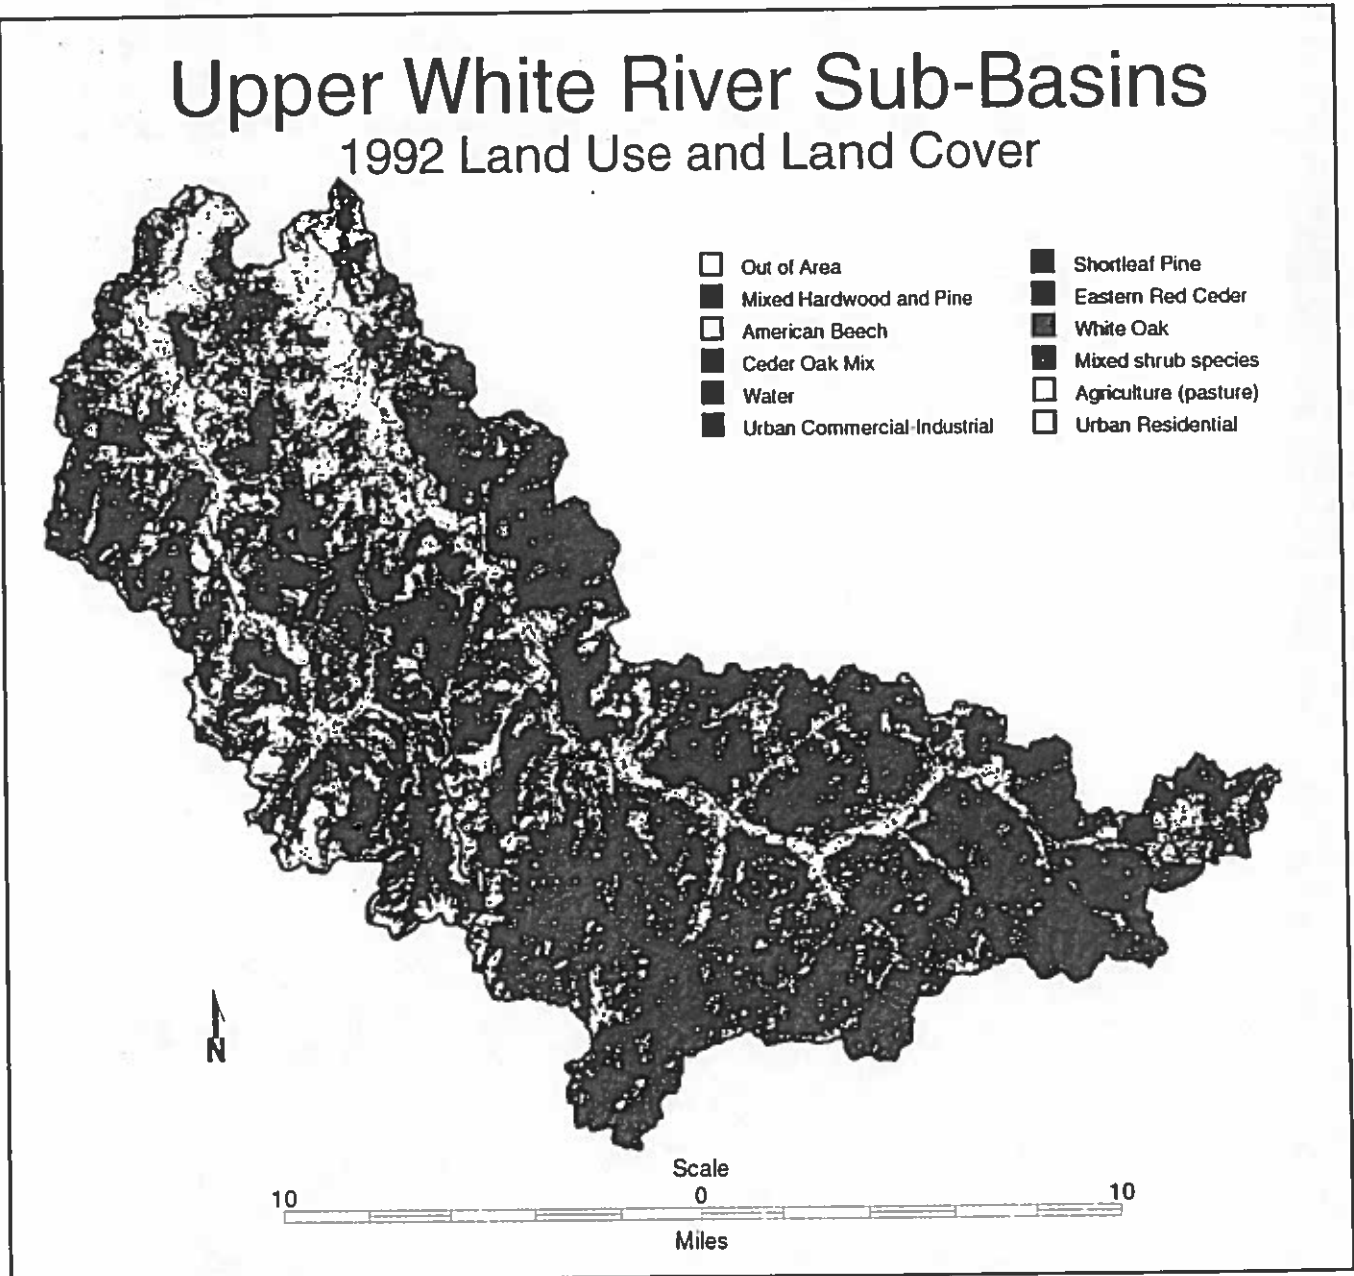 Upper White River Sub-Basins
1992 Land Use and Land Cover
Out of Area
Mixed Hardwood and Pine
American Beech
Ceder Oak Mix
Water
Urban Commercial-Industrial
Shortleaf Pine
Eastern Red Ceder
White Oak
Mixed shrub species
Agriculture (pasture)
Urban Residential
N
Scale
10 0 10
Miles